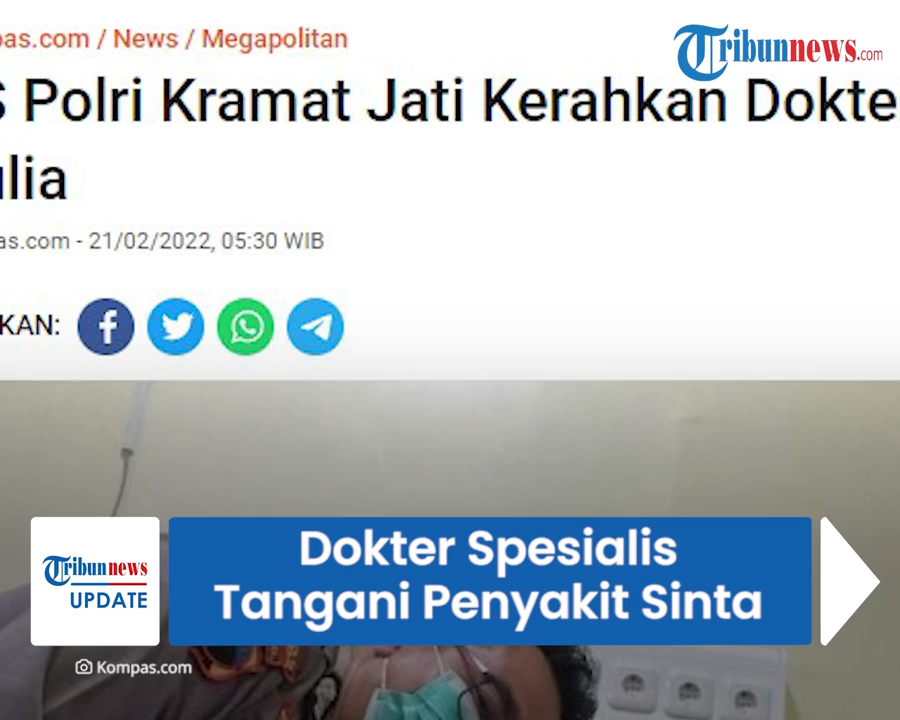 pas.com / News / Megapolitan
Tribunnews.com
S Polri Kramat Jati Kerahkan Dokte
ulia
as.com - 21/02/2022, 05:30 WIB
KAN:
Tribunnews
UPDATE
Dokter Spesialis
Tangani Penyakit Sinta
Kompas.com